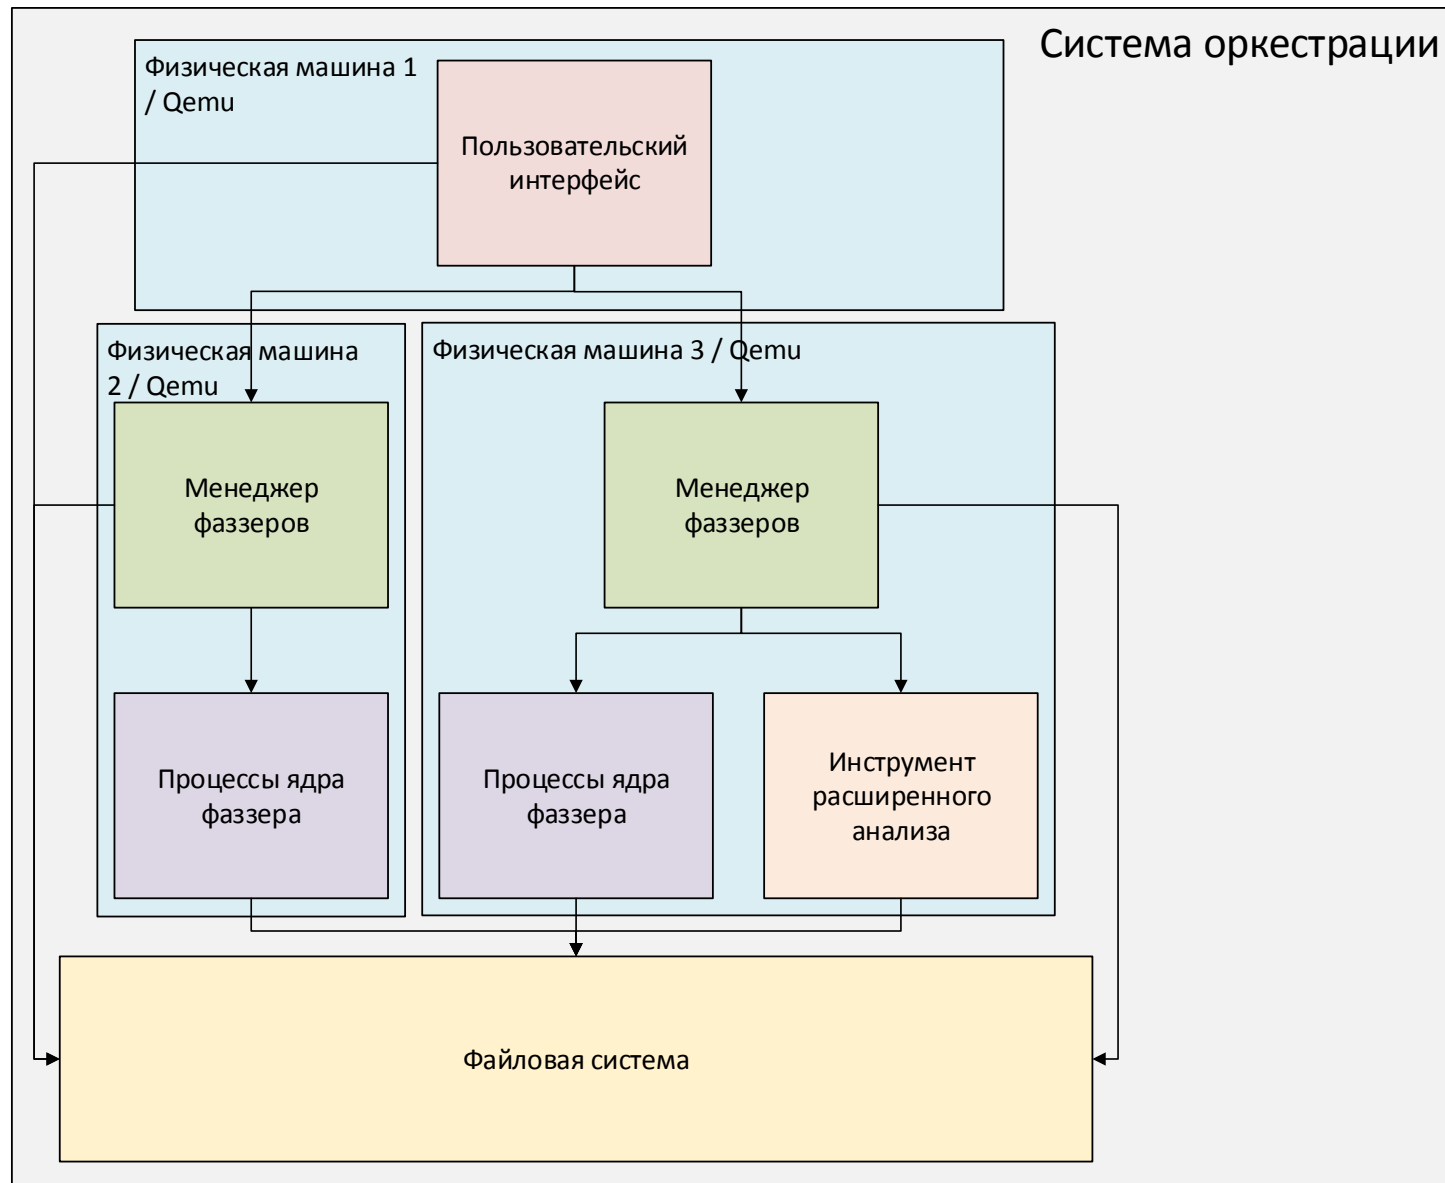 Система оркестрации
Физическая машина 1
/ Qemu
Пользовательский
интерфейс
Физическая машина
2 / Qemu
Физическая машина 3 / Qemu
Менеджер
фаззеров
Менеджер
фаззеров
Процессы ядра
фаззера
Процессы ядра
фаззера
Инструмент
расширенного
анализа
Файловая система